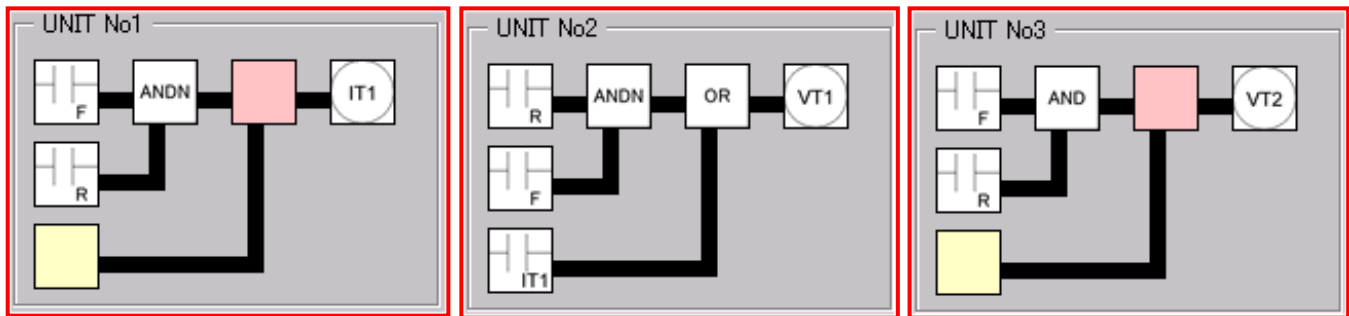 UNIT No1
F
ANDN
IT1
R
UNIT No2
R
ANDN
OR
VT1
F
IT1
UNIT No3
F
AND
VT2
R